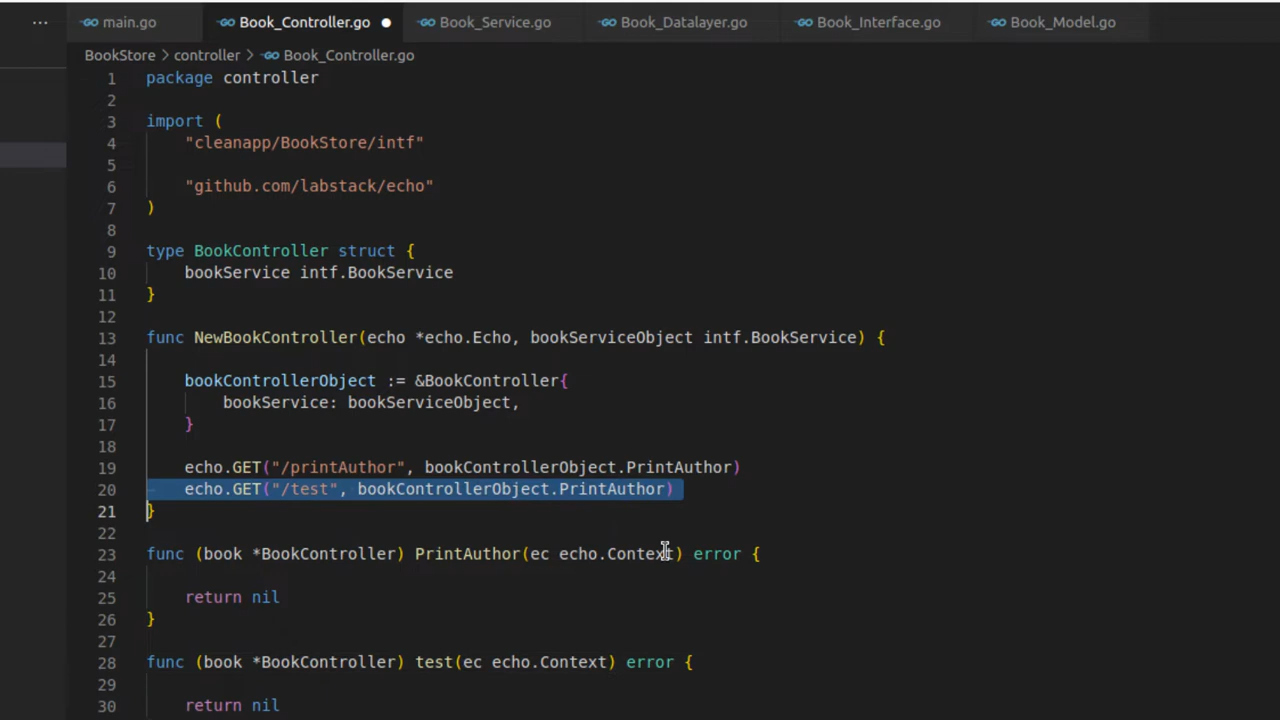 ... main.go Book_Controller.go ● Book_Service.go Book_Datalayer.go Book_Interface.go Book_Model.go
BookStore > controller > Book_Controller.go
1 package controller
2
3 import (
4 "cleanapp/BookStore/intf"
5
6 "github.com/labstack/echo"
7 )
8
9 type BookController struct {
10 bookService intf.BookService
11 }
12
13 func NewBookController(echo *echo.Echo, bookServiceObject intf.BookService) {
14
15 bookControllerObject := &BookController{
16 bookService: bookServiceObject,
17 }
18
19 echo.GET("/printAuthor", bookControllerObject.PrintAuthor)
20 echo.GET("/test", bookControllerObject.PrintAuthor)
21 }
22
23 func (book *BookController) PrintAuthor(ec echo.Context) error {
24
25 return nil
26 }
27
28 func (book *BookController) test(ec echo.Context) error {
29
30 return nil